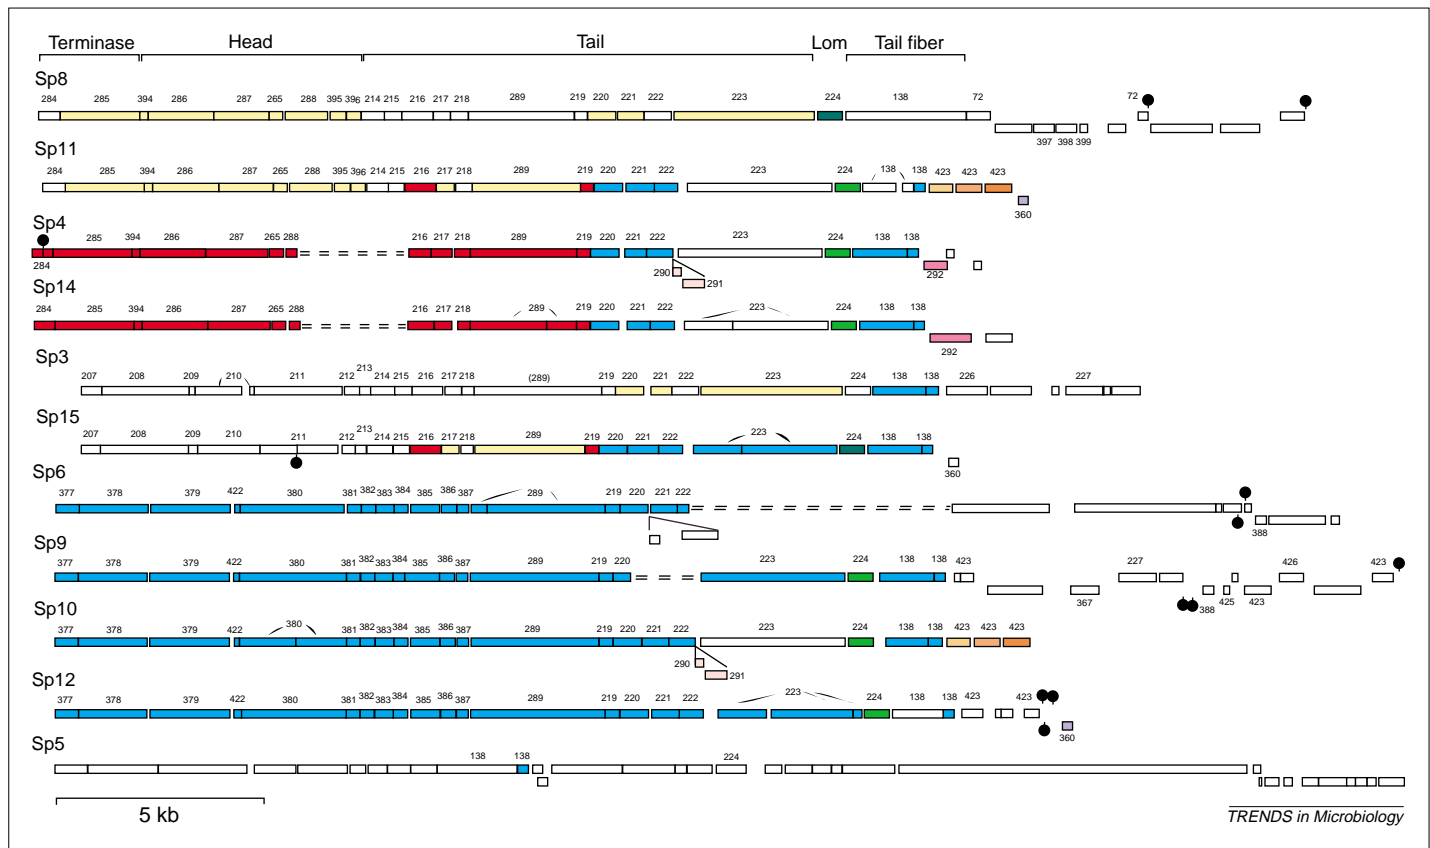 Terminase Head Tail Lom Tail fiber
Sp8
284 285 394 286 287 265 288 395 396 214 215 216 217 218 289 219 220 221 222 223 224 138 72 72
397 398 399
Sp11
284 285 394 286 287 265 288 395 396 214 215 216 217 218 289 219 220 221 222 223 224 138 138 423 423 423
360
Sp4
285 394 286 287 265 288 216 217 218 289 219 220 221 222 223 224 138 138
284 290 291 292
Sp14
284 285 394 286 287 265 288 216 217 218 289 219 220 221 222 223 224 138 138
292
Sp3
207 208 209 210 211 212 213 214 215 216 217 218 (289) 219 220 221 222 223 224 138 138 226 227
Sp15
207 208 209 210 211 212 213 214 215 216 217 218 289 219 220 221 222 223 224 138 138
360
Sp6
377 378 379 422 380 381 382 383 384 385 386 387 289 219 220 221 222
388
Sp9
377 378 379 422 380 381 382 383 384 385 386 387 289 219 220 223 224 138 138 423 227 426 423
367 388 425 423
Sp10
377 378 379 422 380 381 382 383 384 385 386 387 289 219 220 221 222 223 224 138 138 423 423 423
290 291
Sp12
377 378 379 422 380 381 382 383 384 385 386 387 289 219 220 221 222 223 224 138 138 423 423
360
Sp5
138 138 224
5 kb
TRENDS in Microbiology